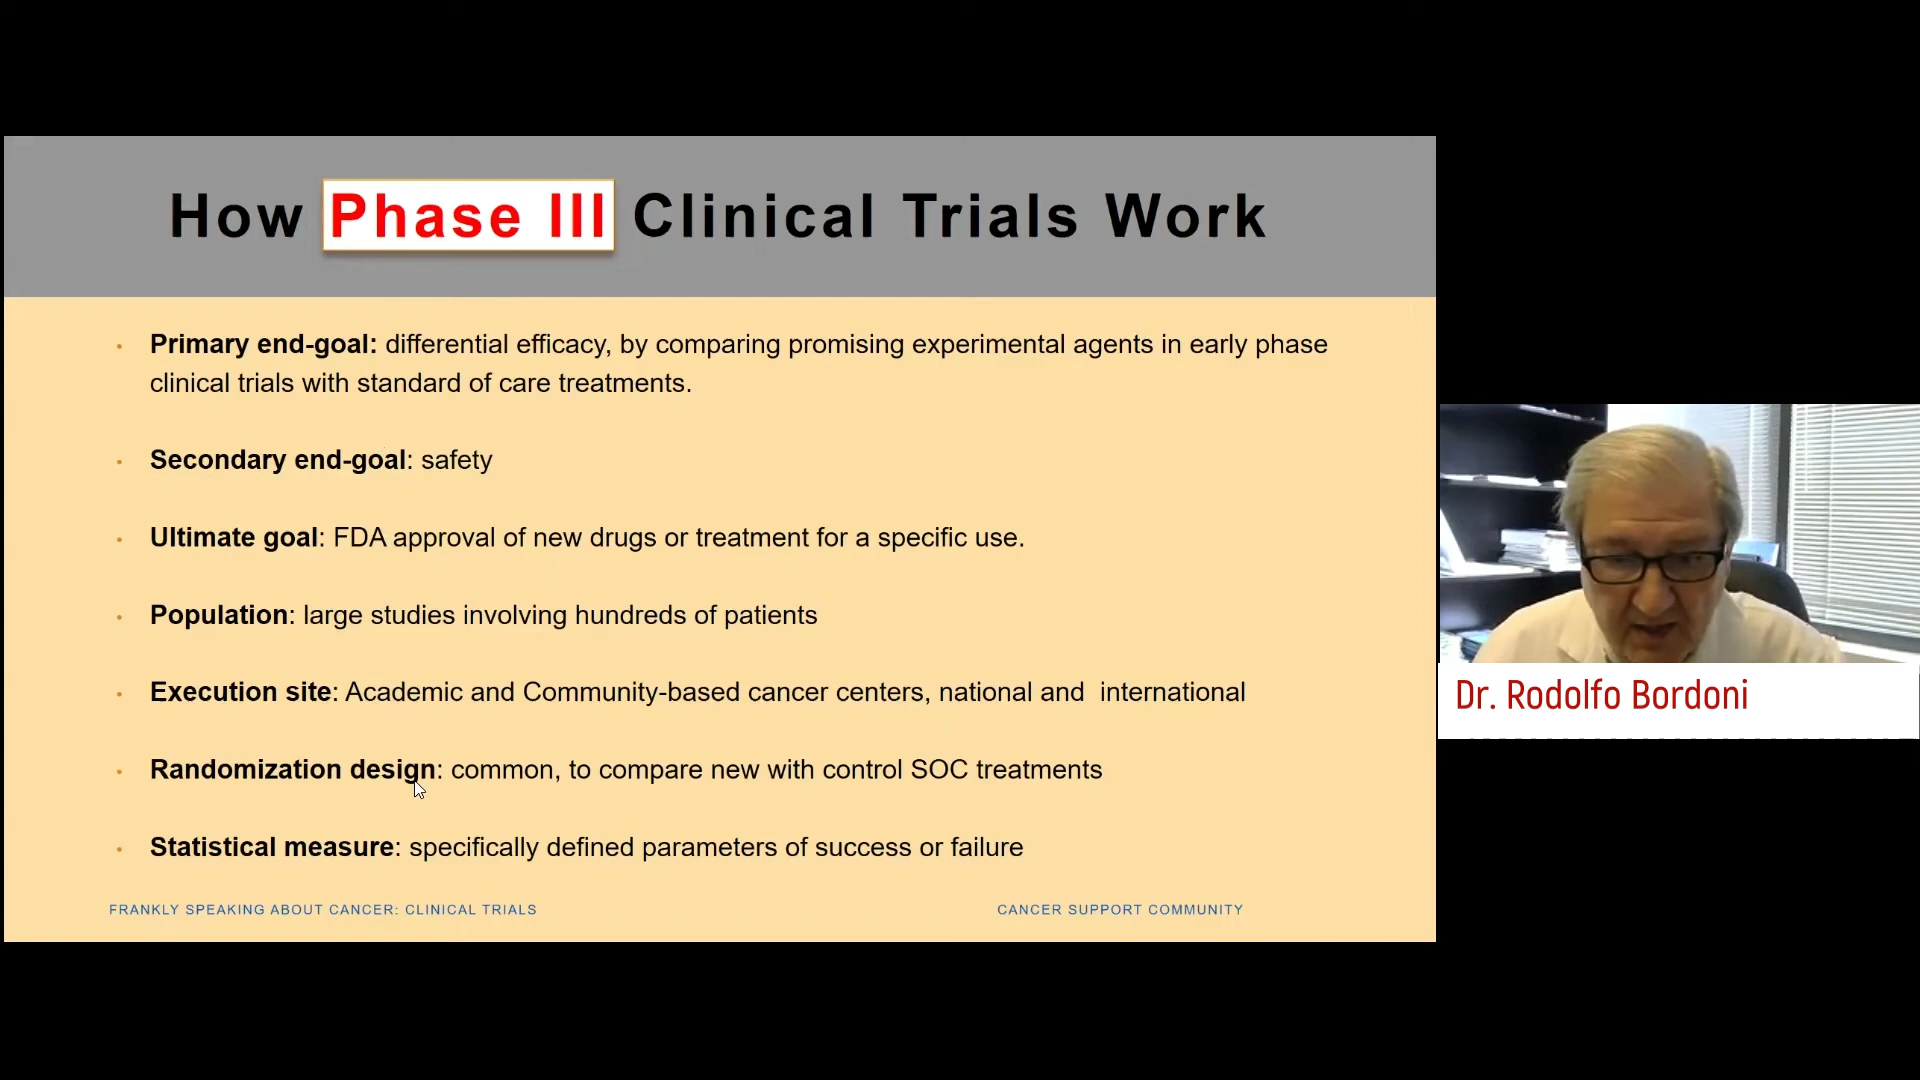 How Phase III Clinical Trials Work
• Primary end-goal: differential efficacy, by comparing promising experimental agents in early phase
clinical trials with standard of care treatments.
• Secondary end-goal: safety
• Ultimate goal: FDA approval of new drugs or treatment for a specific use.
• Population: large studies involving hundreds of patients
• Execution site: Academic and Community-based cancer centers, national and  international
• Randomization design: common, to compare new with control SOC treatments
• Statistical measure: specifically defined parameters of success or failure
FRANKLY SPEAKING ABOUT CANCER: CLINICAL TRIALS
CANCER SUPPORT COMMUNITY
Dr. Rodolfo Bordoni